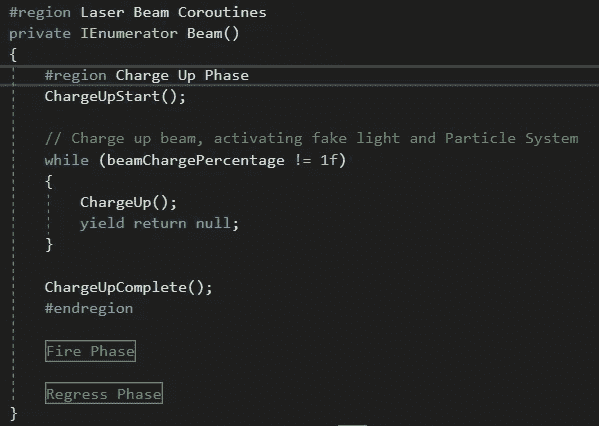 #region Laser Beam Coroutines
private IEnumerator Beam()
{
    #region Charge Up Phase
    ChargeUpStart();

    // Charge up beam, activating fake light and Particle System
    while (beamChargePercentage != 1f)
    {
        ChargeUp();
        yield return null;
    }

    ChargeUpComplete();
    #endregion

    Fire Phase

    Regress Phase
}